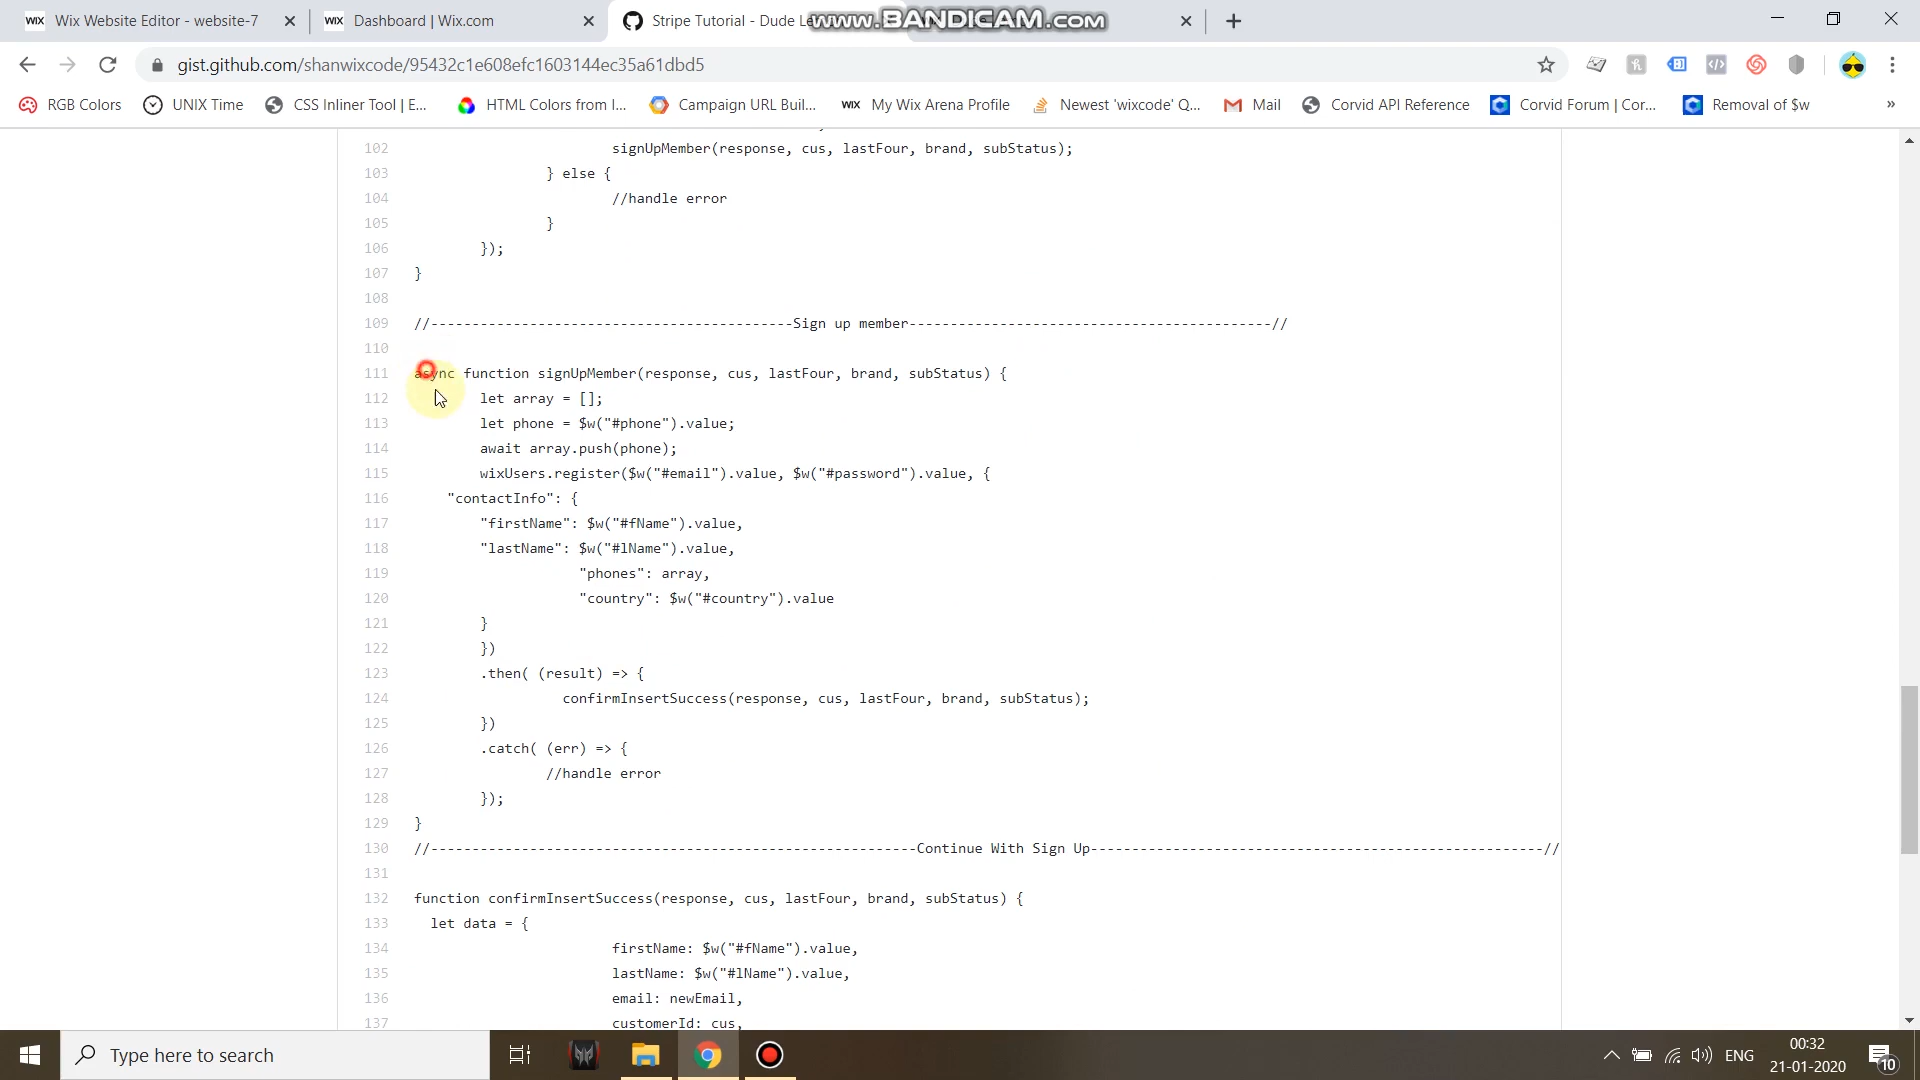 Wix Website Editor - website-7
Dashboard | Wix.com
Stripe Tutorial - Dude Le
www.BANDICAM.com
gist.github.com/shanwixcode/95432c1e608efc1603144ec35a61dbd5
RGB Colors
UNIX Time
CSS Inliner Tool | E...
HTML Colors from I...
Campaign URL Buil...
WIX My Wix Arena Profile
Newest 'wixcode' Q...
Mail
Corvid API Reference
Corvid Forum | Cor...
Removal of $w
»
102 signUpMember(response, cus, lastFour, brand, subStatus);
103 } else {
104 //handle error
105 }
106 });
107 }
108
109 //--------------------------------------------Sign up member--------------------------------------------//
110
111 async function signUpMember(response, cus, lastFour, brand, subStatus) {
112 let array = [];
113 let phone = $w("#phone").value;
114 await array.push(phone);
115 wixUsers.register($w("#email").value, $w("#password").value, {
116 "contactInfo": {
117 "firstName": $w("#fName").value,
118 "lastName": $w("#lName").value,
119 "phones": array,
120 "country": $w("#country").value
121 }
122 })
123 .then( (result) => {
124 confirmInsertSuccess(response, cus, lastFour, brand, subStatus);
125 })
126 .catch( (err) => {
127 //handle error
128 });
129 }
130 //-----------------------------------------------------------Continue With Sign Up-------------------------------------------------------//
131
132 function confirmInsertSuccess(response, cus, lastFour, brand, subStatus) {
133 let data = {
134 firstName: $w("#fName").value,
135 lastName: $w("#lName").value,
136 email: newEmail,
137 customerId: cus,
Type here to search
ENG
00:32
21-01-2020
10